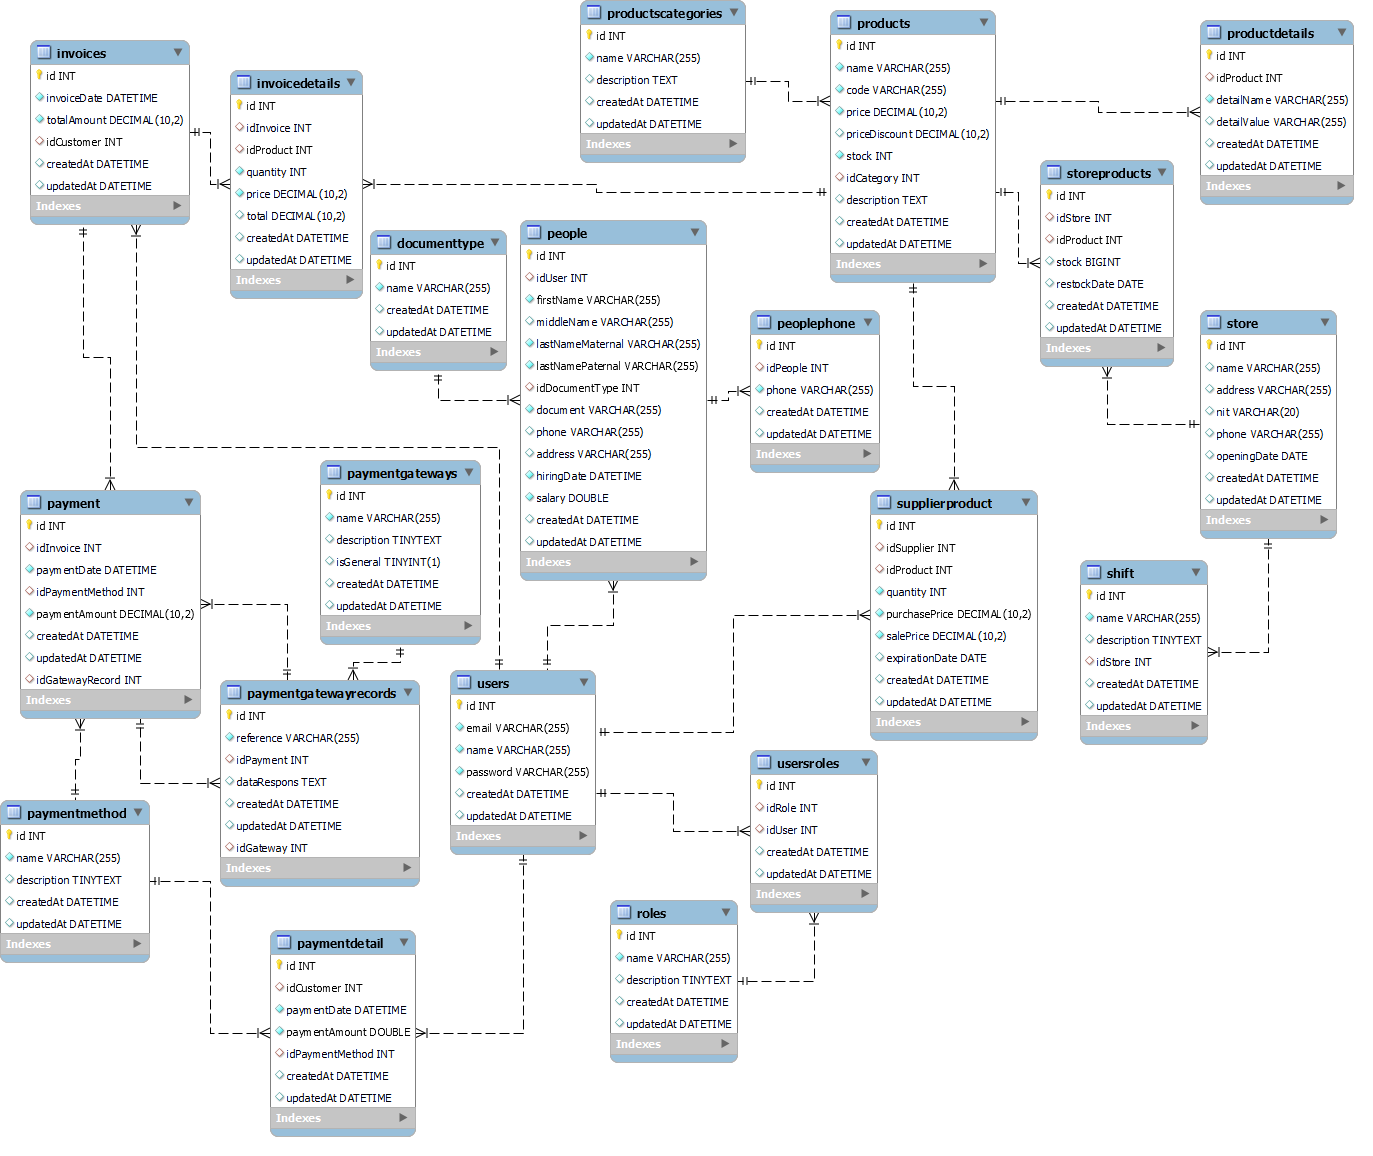 invoices
id INT
invoiceDate DATETIME
totalAmount DECIMAL(10,2)
idCustomer INT
createdAt DATETIME
updatedAt DATETIME
Indexes
invoicedetails
id INT
idInvoice INT
idProduct INT
quantity INT
price DECIMAL(10,2)
total DECIMAL(10,2)
createdAt DATETIME
updatedAt DATETIME
Indexes
productscategories
id INT
name VARCHAR(255)
description TEXT
createdAt DATETIME
updatedAt DATETIME
Indexes
products
id INT
name VARCHAR(255)
code VARCHAR(255)
price DECIMAL(10,2)
priceDiscount DECIMAL(10,2)
stock INT
idCategory INT
description TEXT
createdAt DATETIME
updatedAt DATETIME
Indexes
productdetails
id INT
idProduct INT
detailName VARCHAR(255)
detailValue VARCHAR(255)
createdAt DATETIME
updatedAt DATETIME
Indexes
storeproducts
id INT
idStore INT
idProduct INT
stock BIGINT
restockDate DATE
createdAt DATETIME
updatedAt DATETIME
Indexes
documenttype
id INT
name VARCHAR(255)
createdAt DATETIME
updatedAt DATETIME
Indexes
people
id INT
idUser INT
firstName VARCHAR(255)
middleName VARCHAR(255)
lastNameMaternal VARCHAR(255)
lastNamePaternal VARCHAR(255)
idDocumentType INT
document VARCHAR(255)
phone VARCHAR(255)
address VARCHAR(255)
hiringDate DATETIME
salary DOUBLE
createdAt DATETIME
updatedAt DATETIME
Indexes
peoplephone
id INT
idPeople INT
phone VARCHAR(255)
createdAt DATETIME
updatedAt DATETIME
Indexes
store
id INT
name VARCHAR(255)
address VARCHAR(255)
nit VARCHAR(20)
phone VARCHAR(255)
openingDate DATE
createdAt DATETIME
updatedAt DATETIME
Indexes
payment
id INT
idInvoice INT
paymentDate DATETIME
idPaymentMethod INT
paymentAmount DECIMAL(10,2)
createdAt DATETIME
updatedAt DATETIME
idGatewayRecord INT
Indexes
paymentgateways
id INT
name VARCHAR(255)
description TINYTEXT
isGeneral TINYINT(1)
createdAt DATETIME
updatedAt DATETIME
Indexes
supplierproduct
id INT
idSupplier INT
idProduct INT
quantity INT
purchasePrice DECIMAL(10,2)
salePrice DECIMAL(10,2)
expirationDate DATE
createdAt DATETIME
updatedAt DATETIME
Indexes
shift
id INT
name VARCHAR(255)
description TINYTEXT
idStore INT
createdAt DATETIME
updatedAt DATETIME
Indexes
paymentgatewayrecords
id INT
reference VARCHAR(255)
idPayment INT
dataRespons TEXT
createdAt DATETIME
updatedAt DATETIME
idGateway INT
Indexes
users
id INT
email VARCHAR(255)
name VARCHAR(255)
password VARCHAR(255)
createdAt DATETIME
updatedAt DATETIME
Indexes
usersroles
id INT
idRole INT
idUser INT
createdAt DATETIME
updatedAt DATETIME
Indexes
paymentmethod
id INT
name VARCHAR(255)
description TINYTEXT
createdAt DATETIME
updatedAt DATETIME
Indexes
paymentdetail
id INT
idCustomer INT
paymentDate DATETIME
paymentAmount DOUBLE
idPaymentMethod INT
createdAt DATETIME
updatedAt DATETIME
Indexes
roles
id INT
name VARCHAR(255)
description TINYTEXT
createdAt DATETIME
updatedAt DATETIME
Indexes